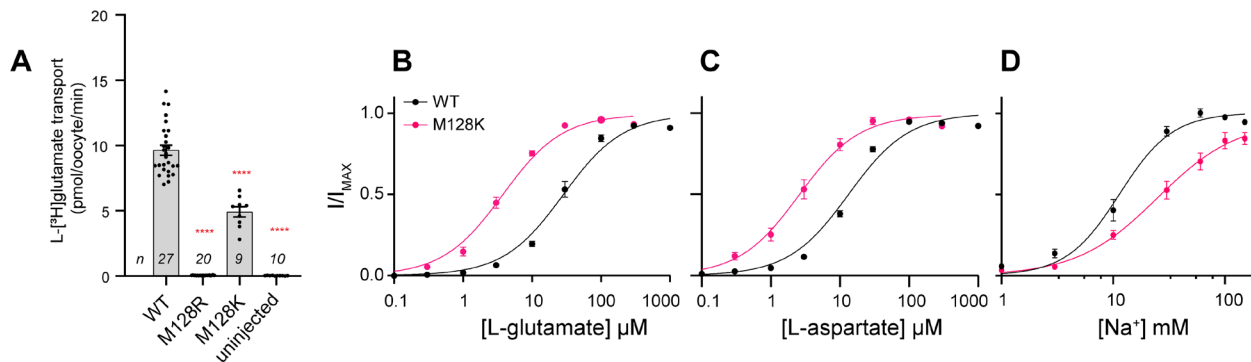 A
L-[³H]glutamate transport
(pmol/oocyte/min)
20
15
10
5
0
****
****
****
n 27 20 9 10
WT
M128R
M128K
uninjected
B
WT
M128K
I/I_MAX
1.0
0.5
0.0
0.1 1 10 100 1000
[L-glutamate] µM
C
0.1 1 10 100 1000
[L-aspartate] µM
D
1 10 100
[Na⁺] mM